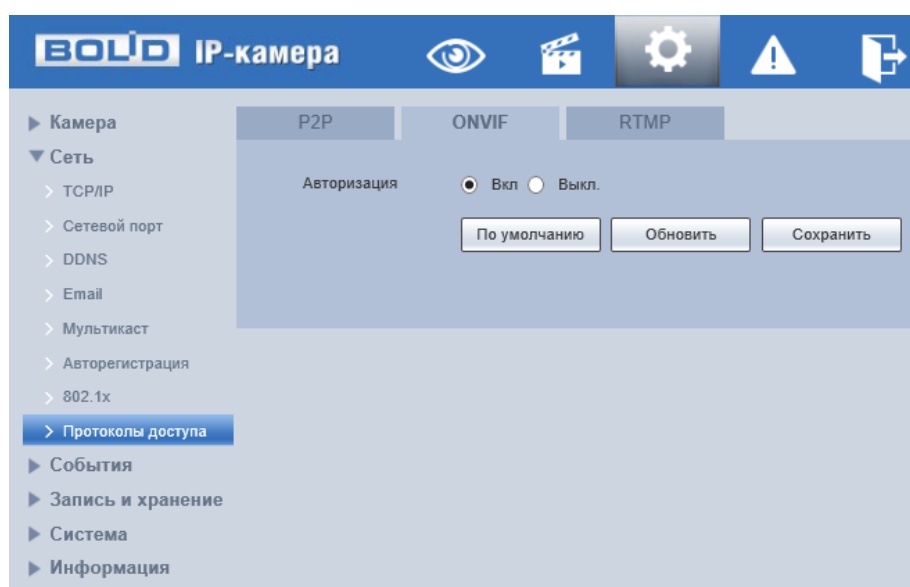 BOLID IP-камера
Камера
Сеть
TCP/IP
Сетевой порт
DDNS
Email
Мультикаст
Авторегистрация
802.1x
Протоколы доступа
События
Запись и хранение
Система
Информация
P2P ONVIF RTMP
Авторизация Вкл Выкл.
По умолчанию Обновить Сохранить